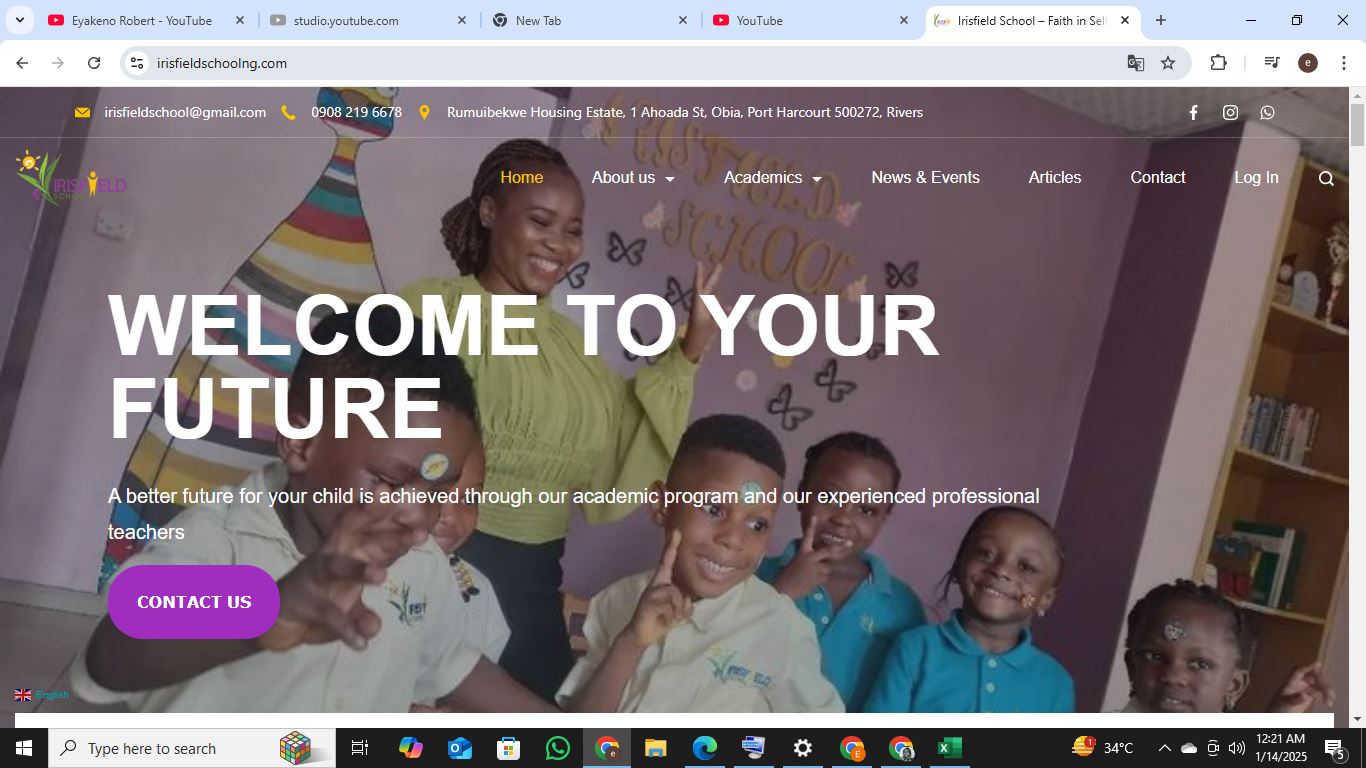 Eyakeno Robert - YouTube
studio.youtube.com
New Tab
YouTube
Irisfield School – Faith in Self
irisfieldschoolng.com
e
irisfieldschool@gmail.com
0908 219 6678
Rumuibekwe Housing Estate, 1 Ahoada St, Obia, Port Harcourt 500272, Rivers
IRISFIELD
SCHOOL
Home
About us
Academics
News & Events
Articles
Contact
Log In
SCHOOL
WELCOME TO YOUR
FUTURE
A better future for your child is achieved through our academic program and our experienced professional
teachers
CONTACT US
English
Type here to search
1
34°C
12:21 AM
1/14/2025
5